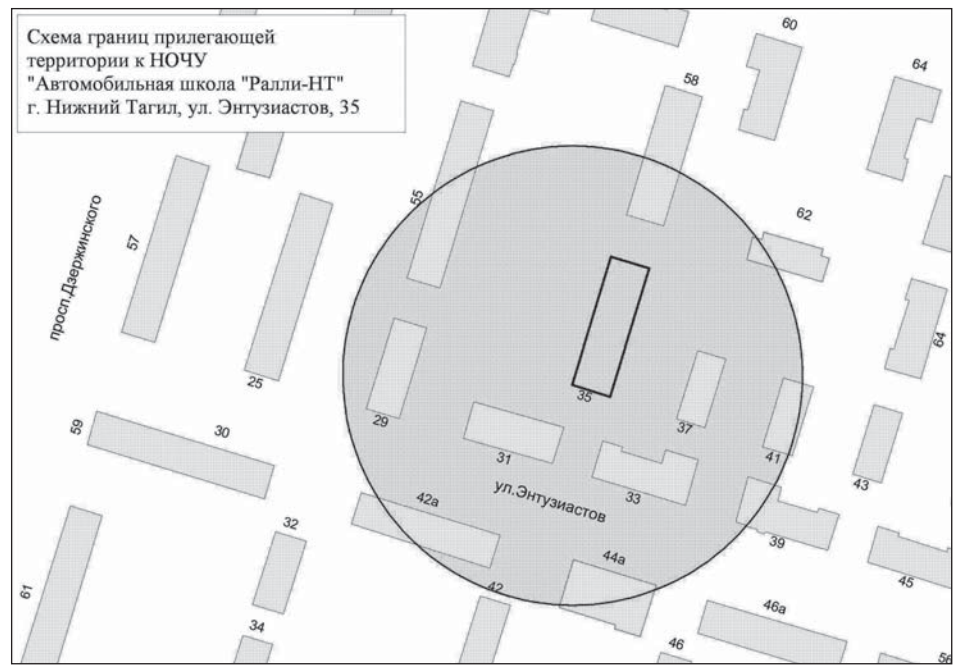 Схема границ прилегающей
территории к НОЧУ
"Автомобильная школа "Ралли-НТ"
г. Нижний Тагил, ул. Энтузиастов, 35
60
64
58
55
62
57
просп.Дзержинского
64
25
35
29
37
59
30
31
41
33
43
ул.Энтузиастов
42а
32
39
44а
45
42
61
46а
34
46
56